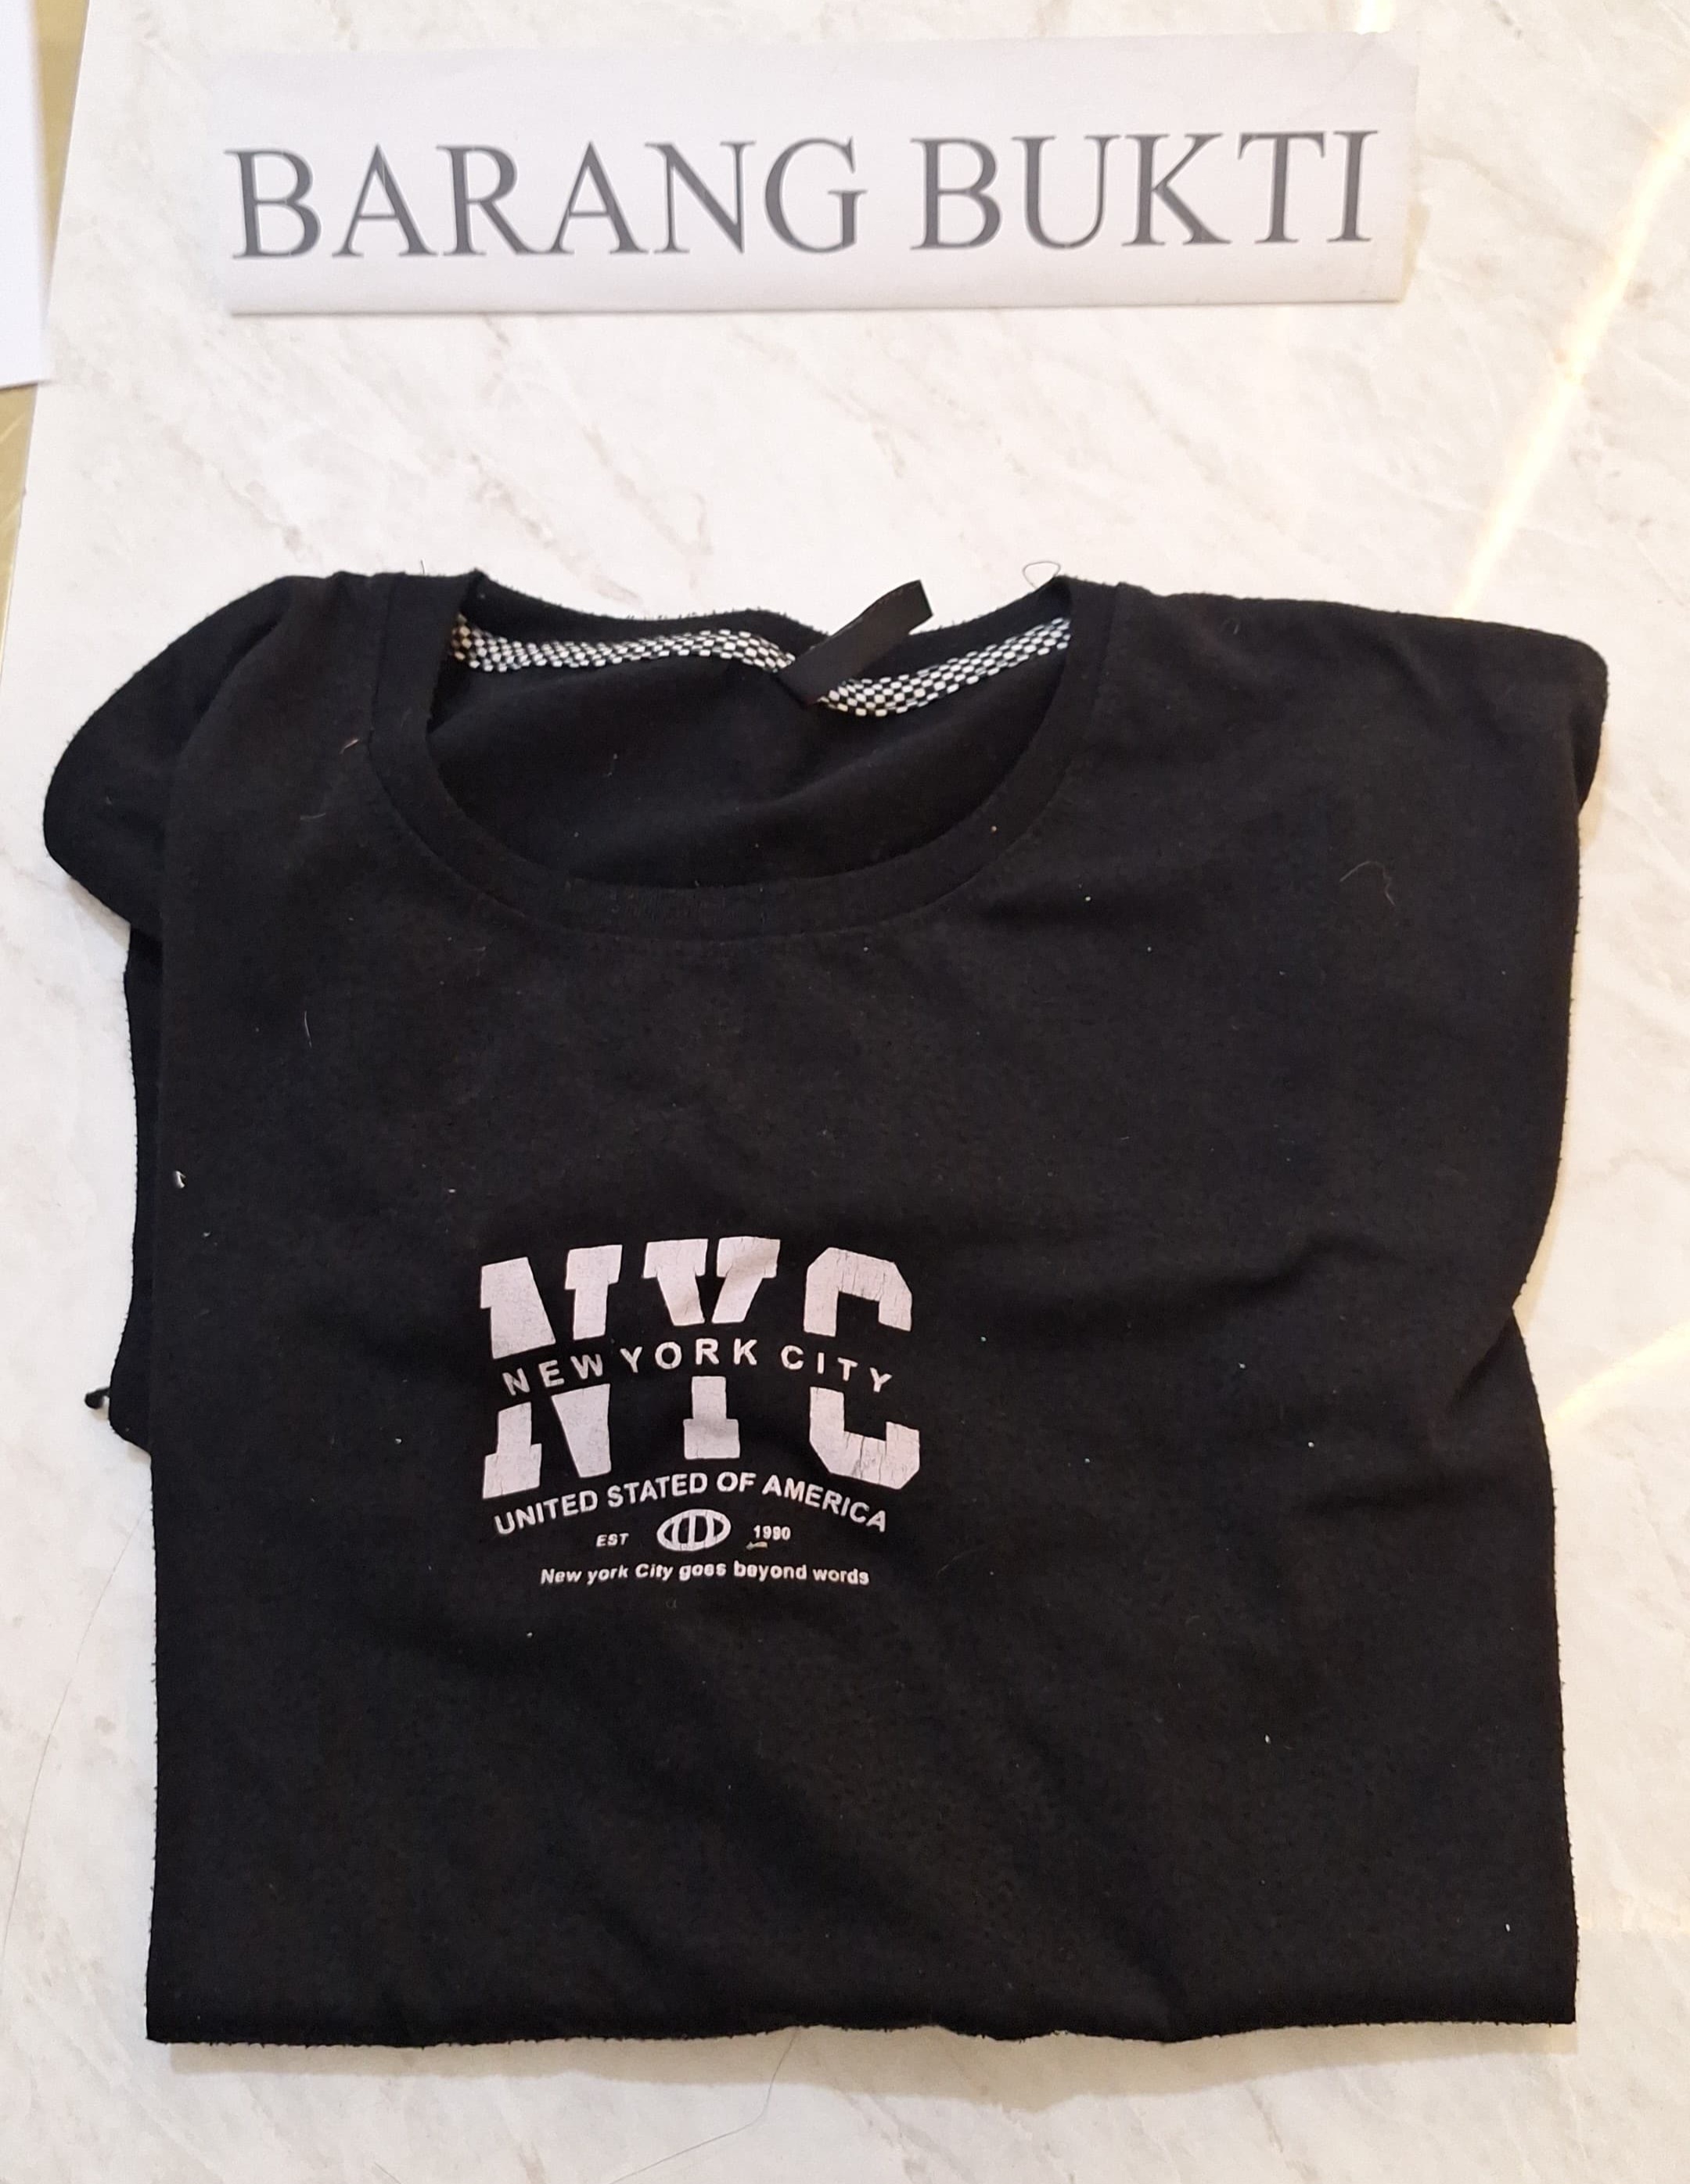 BARANG BUKTI
NYC
NEW YORK CITY
UNITED STATED OF AMERICA
EST 1990
New york City goes beyond words